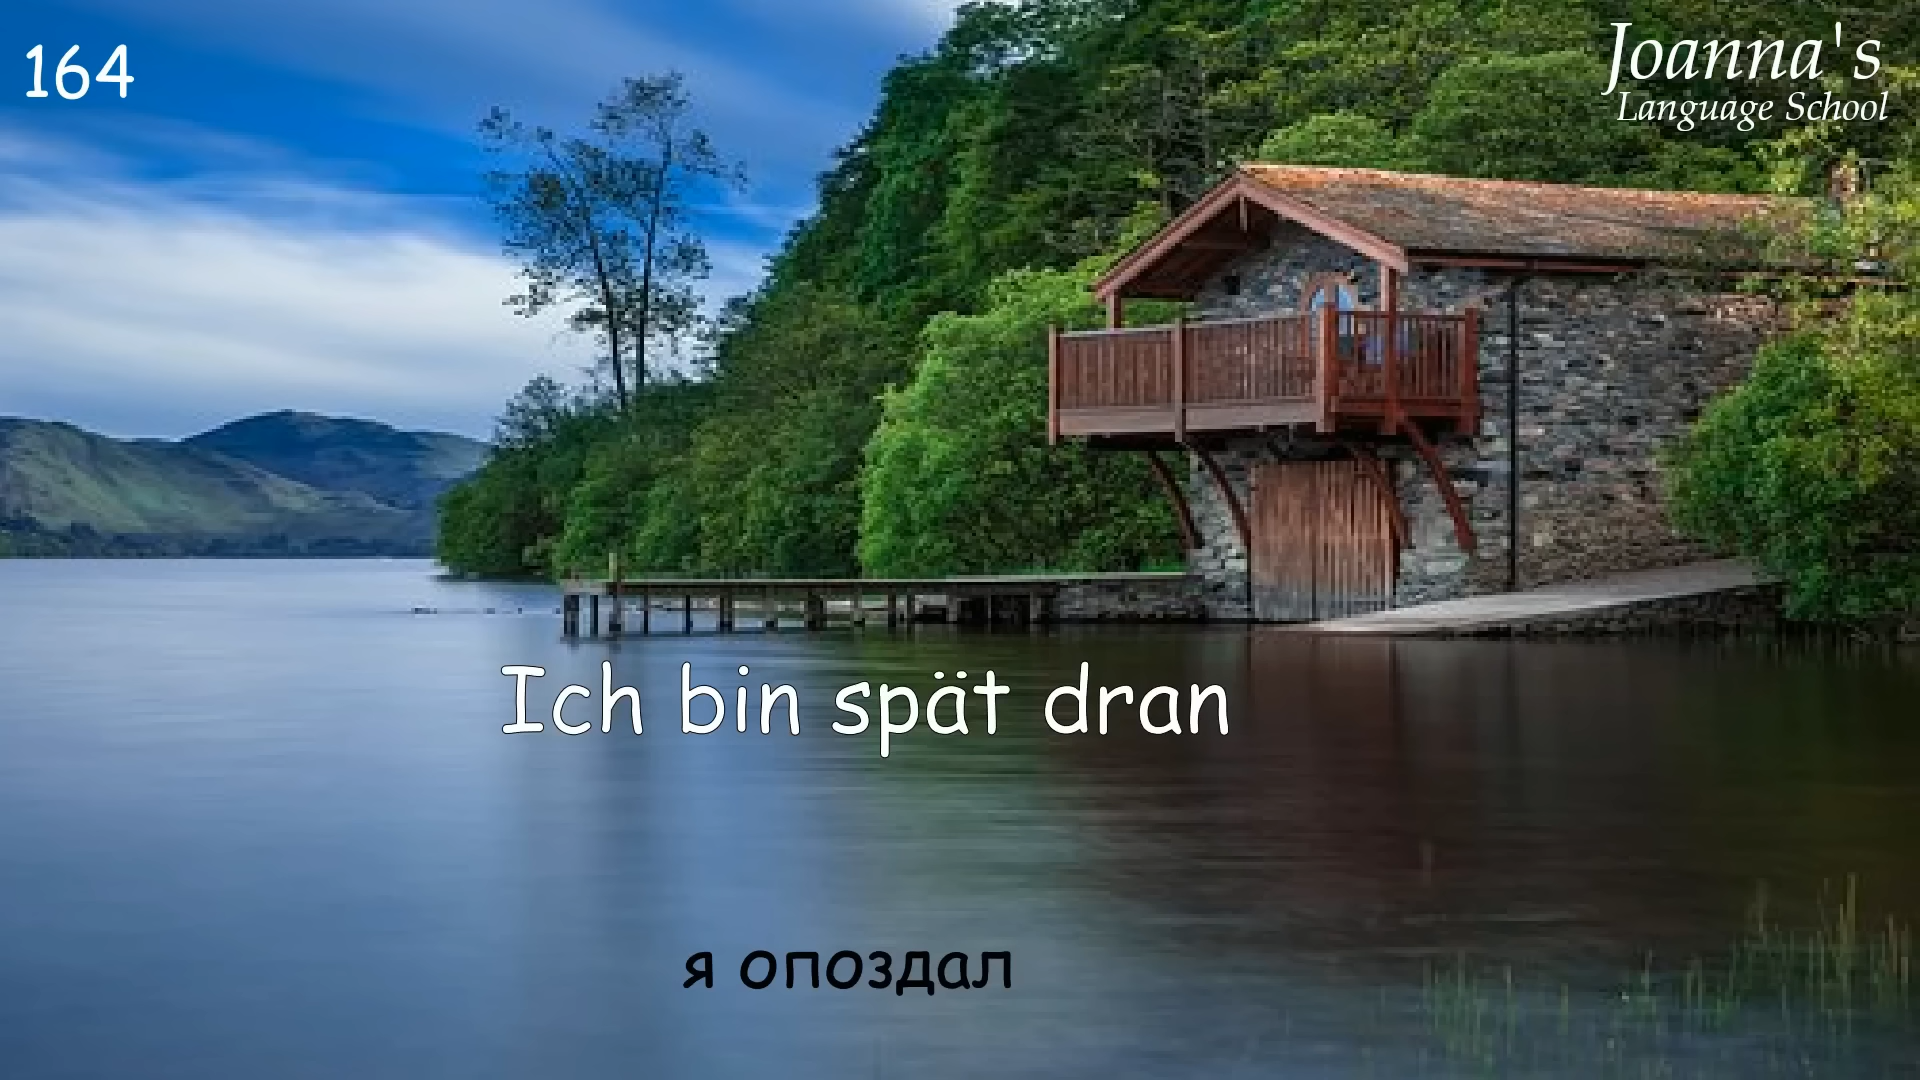 164
Joanna's
Language School
Ich bin spät dran
я опоздал